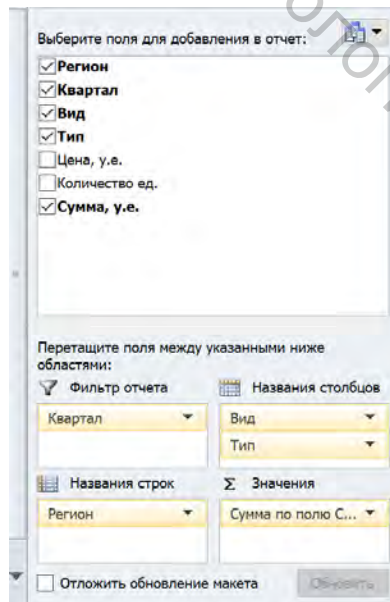 Выберите поля для добавления в отчет:
Регион
Квартал
Вид
Тип
Цена, у.е.
Количество ед.
Сумма, у.е.
Перетащите поля между указанными ниже
областями:
Фильтр отчета
Названия столбцов
Квартал
Вид
Тип
Названия строк
Σ Значения
Регион
Сумма по полю С...
Отложить обновление макета
Обновить